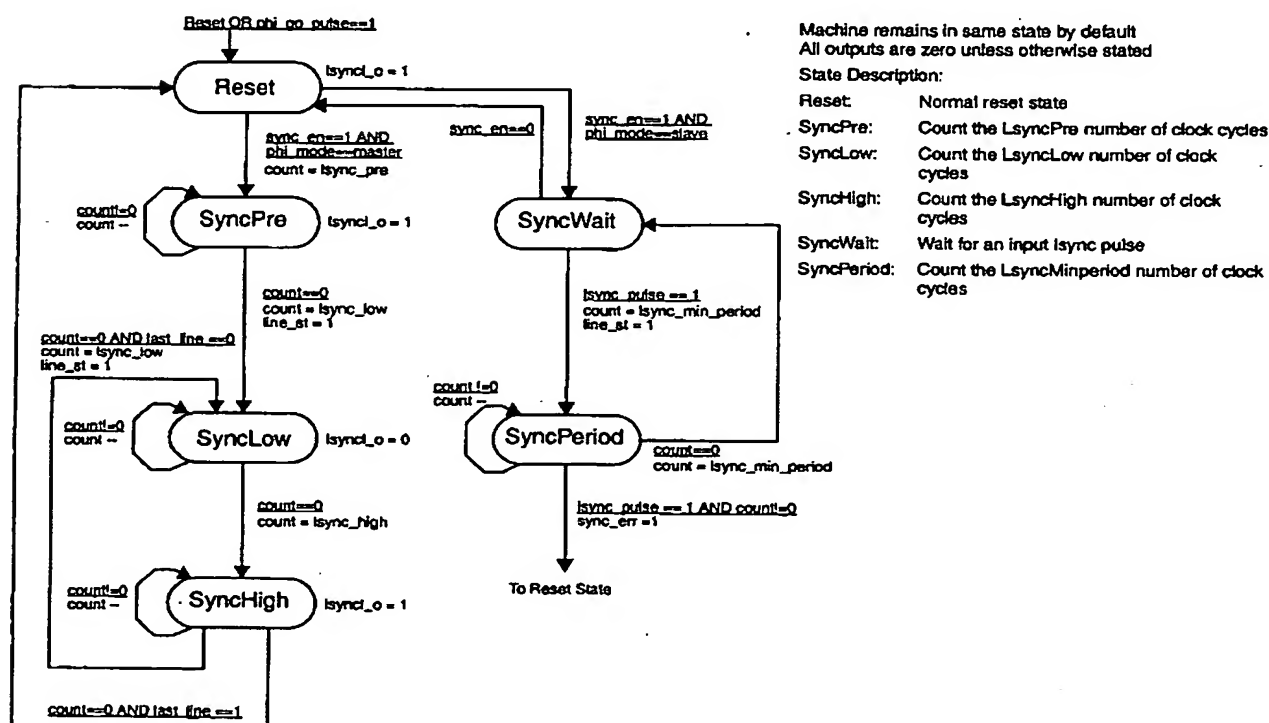 Reset OR phi_go_pulse==1
Reset
lsyncl_o = 1
sync_en==1 AND
phi_mode==master
count = lsync_pre
sync_en==0
sync_en==1 AND
phi_mode==slave
count!=0
count --
SyncPre
lsyncl_o = 1
SyncWait
count==0
count = lsync_low
line_st = 1
lsync_pulse == 1
count = lsync_min_period
line_st = 1
count==0 AND last_line ==0
count = lsync_low
line_st = 1
count!=0
count --
SyncLow
lsyncl_o = 0
count !=0
count --
SyncPeriod
count==0
count = lsync_min_period
count==0
count = lsync_high
lsync_pulse == 1 AND count!=0
sync_err =1
To Reset State
count!=0
count --
SyncHigh
lsyncl_o = 1
count==0 AND last_line ==1
Machine remains in same state by default
All outputs are zero unless otherwise stated
State Description:
Reset: Normal reset state
SyncPre: Count the LsyncPre number of clock cycles
SyncLow: Count the LsyncLow number of clock
cycles
SyncHigh: Count the LsyncHigh number of clock
cycles
SyncWait: Wait for an input lsync pulse
SyncPeriod: Count the LsyncMinperiod number of clock
cycles